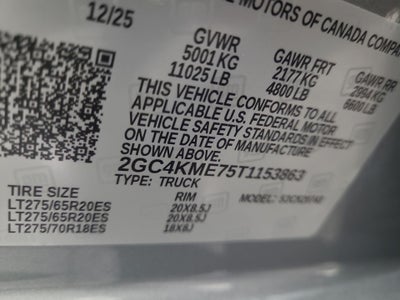 12/25
MOTORS OF CANADA COMPA
GVWR GAWR FRT GAWR RR
5001 KG 2177 KG 2994 KG
11025 LB 4800 LB 6600 LB
THIS VEHICLE CONFORMS TO ALL
APPLICABLE U.S. FEDERAL MOTOR
VEHICLE SAFETY STANDARDS IN EFFECT
ON THE DATE OF MANUFACTURE
SHOWN ABOVE.
2GC4KME75T1153863
TYPE: TRUCK
TIRE SIZE RIM
LT275/65R20ES 20X8.5J
LT275/65R20ES 20X8.5J
LT275/70R18ES 18X8J